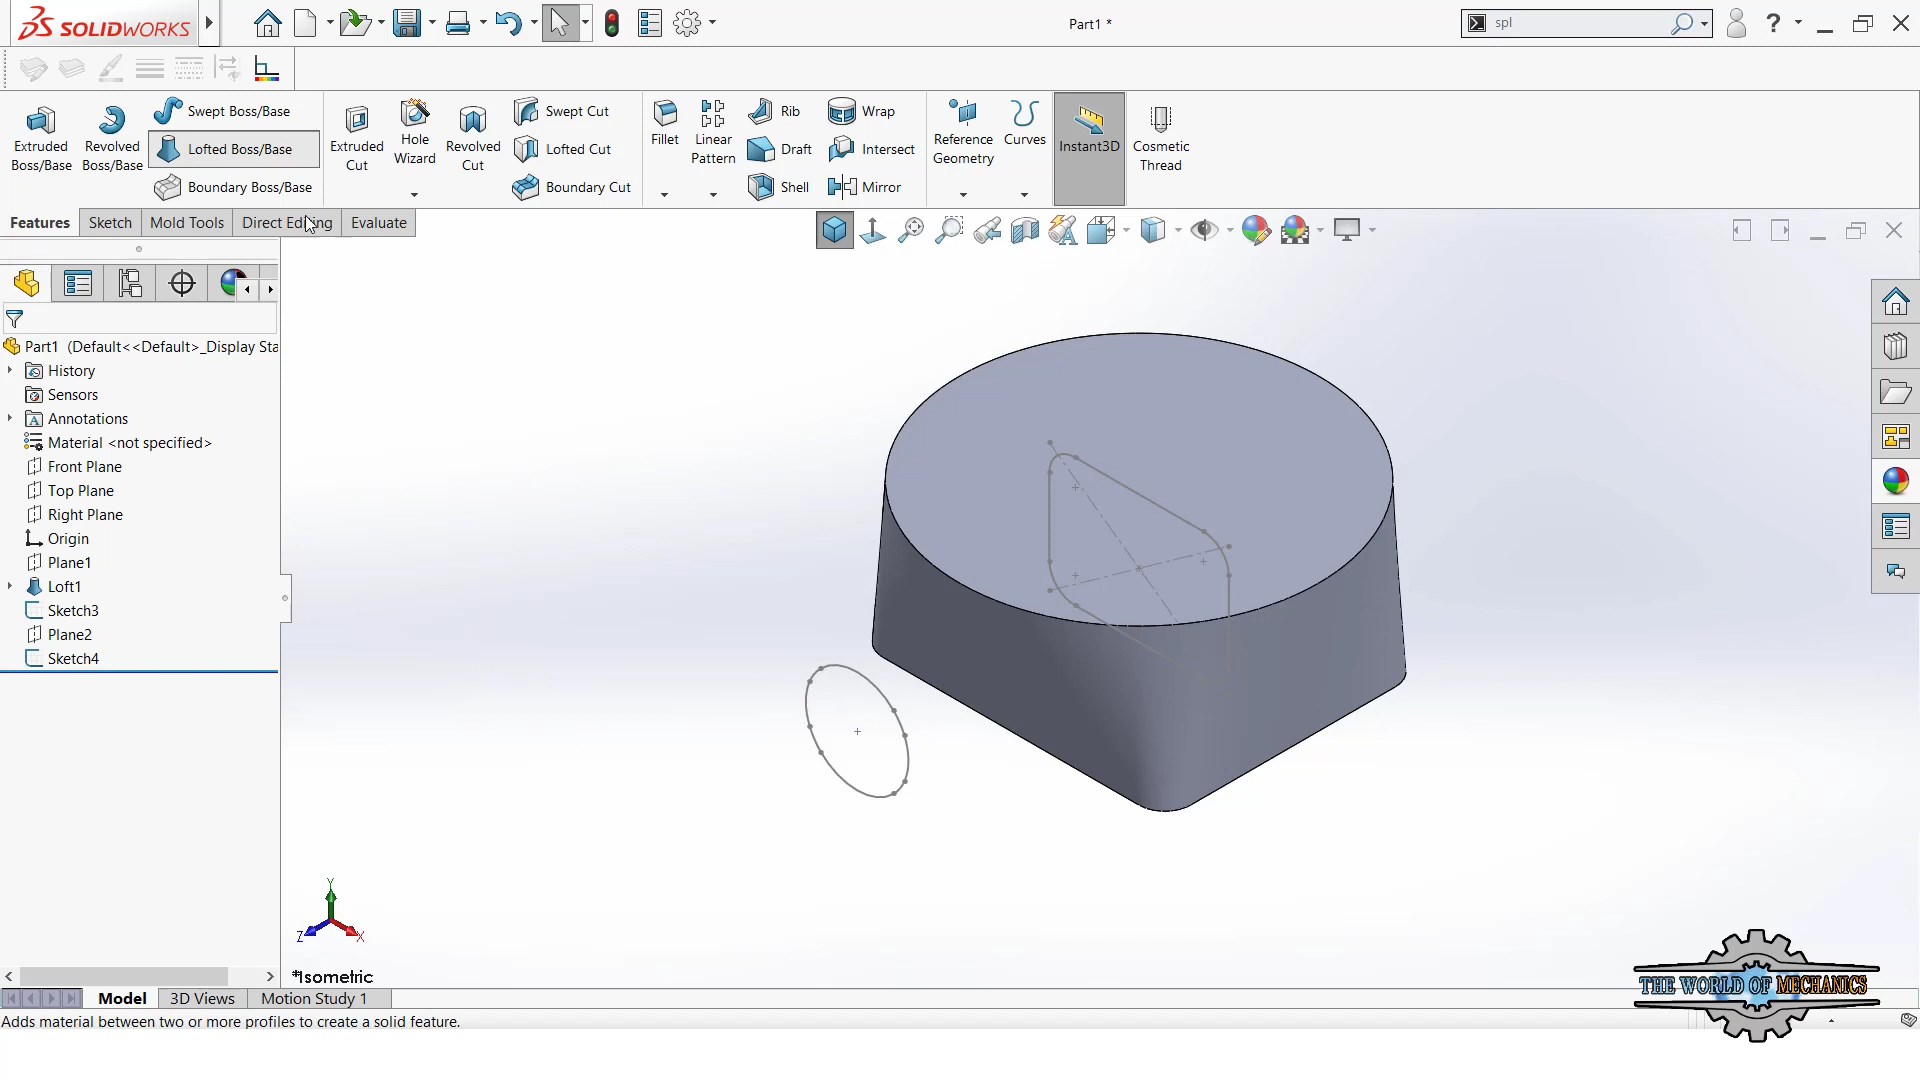 SOLIDWORKS
Part1 *
spl
Extruded Boss/Base
Revolved Boss/Base
Swept Boss/Base
Lofted Boss/Base
Boundary Boss/Base
Extruded Cut
Hole Wizard
Revolved Cut
Swept Cut
Lofted Cut
Boundary Cut
Fillet
Linear Pattern
Rib
Draft
Shell
Wrap
Intersect
Mirror
Reference Geometry
Curves
Instant3D
Cosmetic Thread
Features
Sketch
Mold Tools
Direct Editing
Evaluate
Part1 (Default<<Default>_Display Sta
History
Sensors
Annotations
Material <not specified>
Front Plane
Top Plane
Right Plane
Origin
Plane1
Loft1
Sketch3
Plane2
Sketch4
Y
Z
X
*Isometric
Model
3D Views
Motion Study 1
Adds material between two or more profiles to create a solid feature.
THE WORLD OF MECHANICS